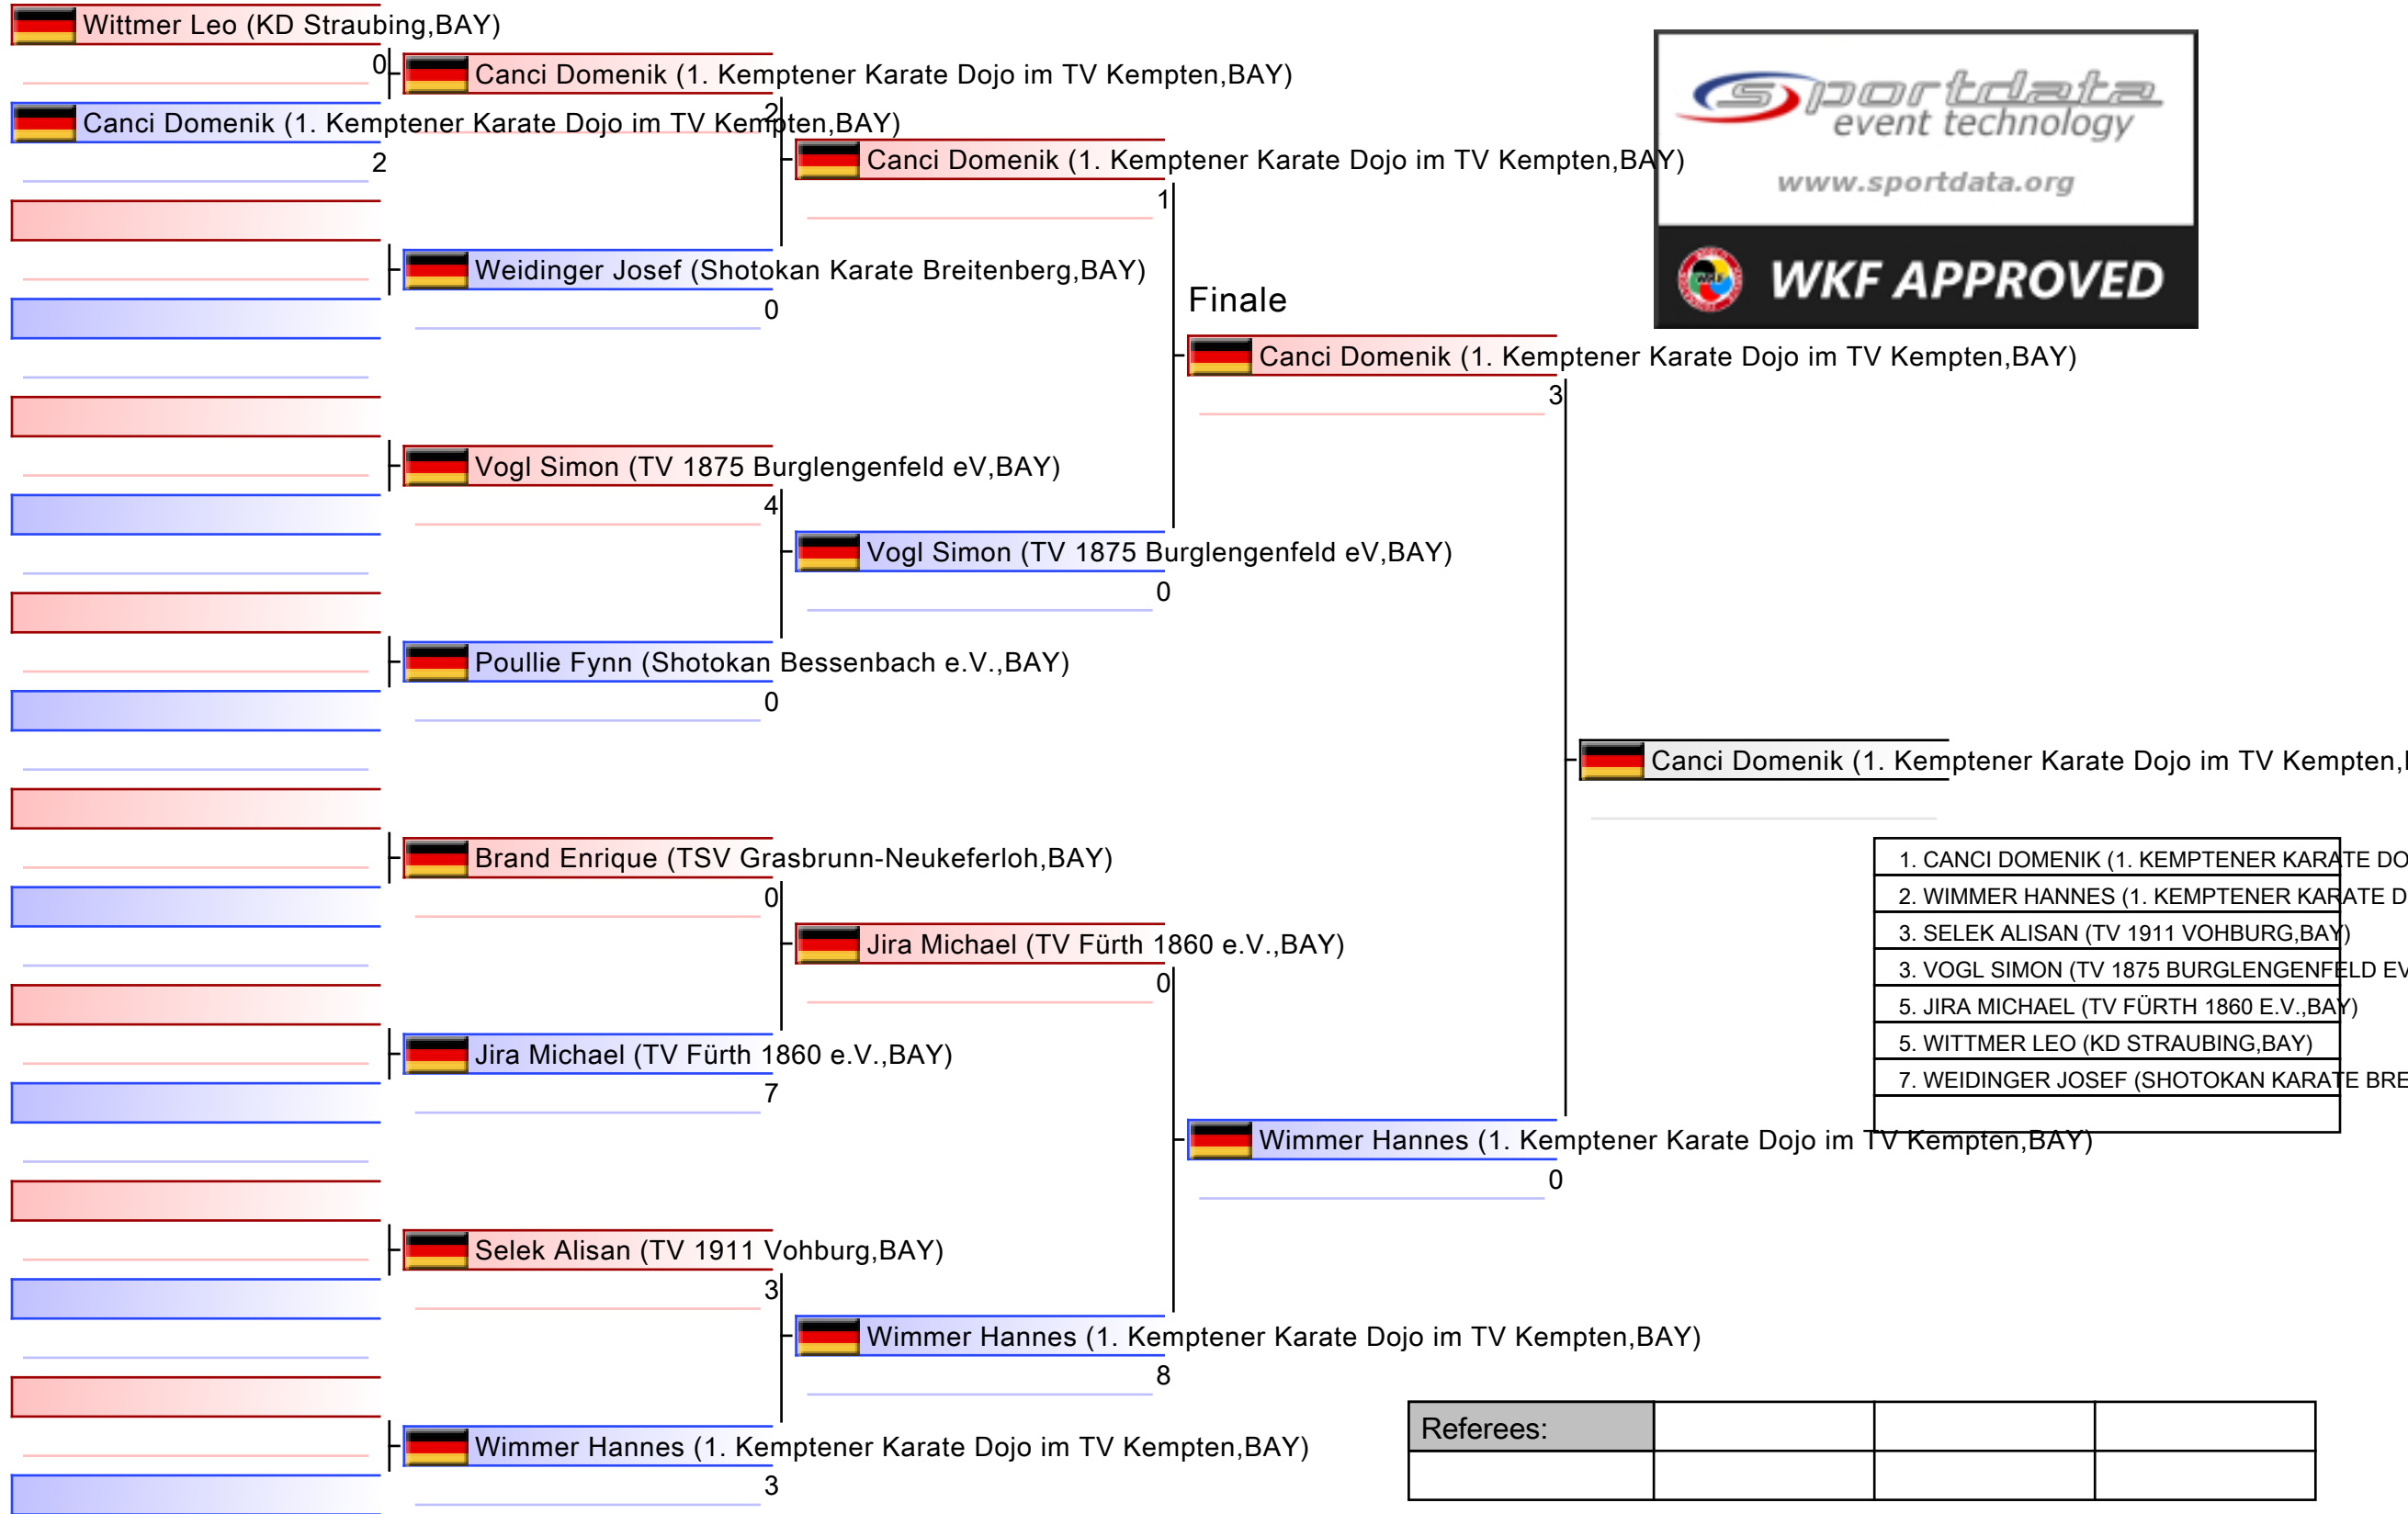 Wittmer Leo (KD Straubing,BAY)
0
Canci Domenik (1. Kemptener Karate Dojo im TV Kempten,BAY)
2
Canci Domenik (1. Kemptener Karate Dojo im TV Kempten,BAY)
2
Weidinger Josef (Shotokan Karate Breitenberg,BAY)
0
Vogl Simon (TV 1875 Burglengenfeld eV,BAY)
4
Poullie Fynn (Shotokan Bessenbach e.V.,BAY)
0
Brand Enrique (TSV Grasbrunn-Neukeferloh,BAY)
0
Jira Michael (TV Fürth 1860 e.V.,BAY)
7
Selek Alisan (TV 1911 Vohburg,BAY)
3
Wimmer Hannes (1. Kemptener Karate Dojo im TV Kempten,BAY)
3
Canci Domenik (1. Kemptener Karate Dojo im TV Kempten,BAY)
1
Vogl Simon (TV 1875 Burglengenfeld eV,BAY)
0
Jira Michael (TV Fürth 1860 e.V.,BAY)
0
Wimmer Hannes (1. Kemptener Karate Dojo im TV Kempten,BAY)
8
Finale
Canci Domenik (1. Kemptener Karate Dojo im TV Kempten,BAY)
3
Wimmer Hannes (1. Kemptener Karate Dojo im TV Kempten,BAY)
0
Canci Domenik (1. Kemptener Karate Dojo im TV Kempten,
sportdata
event technology
www.sportdata.org
WKF
WKF APPROVED
1. CANCI DOMENIK (1. KEMPTENER KARATE DO
2. WIMMER HANNES (1. KEMPTENER KARATE D
3. SELEK ALISAN (TV 1911 VOHBURG,BAY)
3. VOGL SIMON (TV 1875 BURGLENGENFELD EV
5. JIRA MICHAEL (TV FÜRTH 1860 E.V.,BAY)
5. WITTMER LEO (KD STRAUBING,BAY)
7. WEIDINGER JOSEF (SHOTOKAN KARATE BRE
Referees: